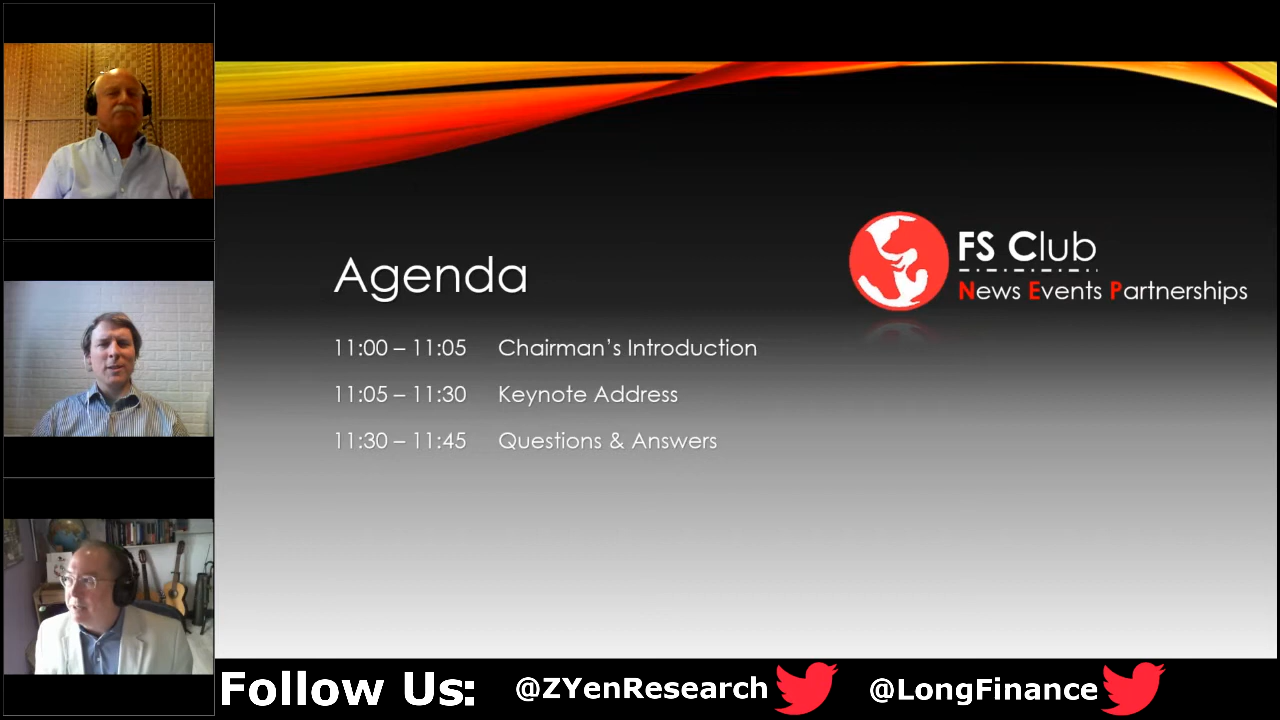 Agenda
11:00 – 11:05 Chairman’s Introduction
11:05 – 11:30 Keynote Address
11:30 – 11:45 Questions & Answers
FS Club
News Events Partnerships
Follow Us: @ZYenResearch @LongFinance